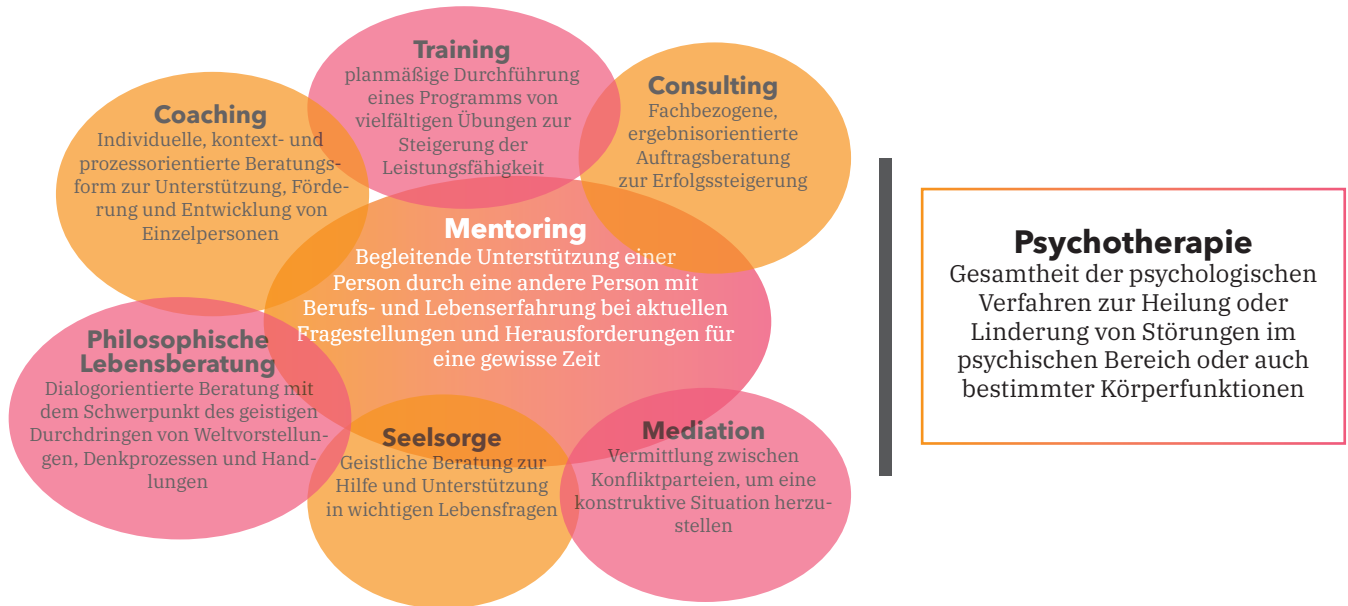 Training
planmäßige Durchführung
eines Programms von
vielfältigen Übungen zur
Steigerung der
Leistungsfähigkeit
Consulting
Fachbezogene,
ergebnisorientierte
Auftragsberatung
zur Erfolgssteigerung
Coaching
Individuelle, kontext- und
prozessorientierte Beratungs-
form zur Unterstützung, Förde-
rung und Entwicklung von
Einzelpersonen
Mentoring
Begleitende Unterstützung einer
Person durch eine andere Person mit
Berufs- und Lebenserfahrung bei aktuellen
Fragestellungen und Herausforderungen für
eine gewisse Zeit
Philosophische
Lebensberatung
Dialogorientierte Beratung mit
dem Schwerpunkt des geistigen
Durchdringen von Weltvorstellun-
gen, Denkprozessen und Hand-
lungen
Seelsorge
Geistliche Beratung zur
Hilfe und Unterstützung
in wichtigen Lebensfragen
Mediation
Vermittlung zwischen
Konfliktparteien, um eine
konstruktive Situation herzu-
stellen
Psychotherapie
Gesamtheit der psychologischen
Verfahren zur Heilung oder
Linderung von Störungen im
psychischen Bereich oder auch
bestimmter Körperfunktionen